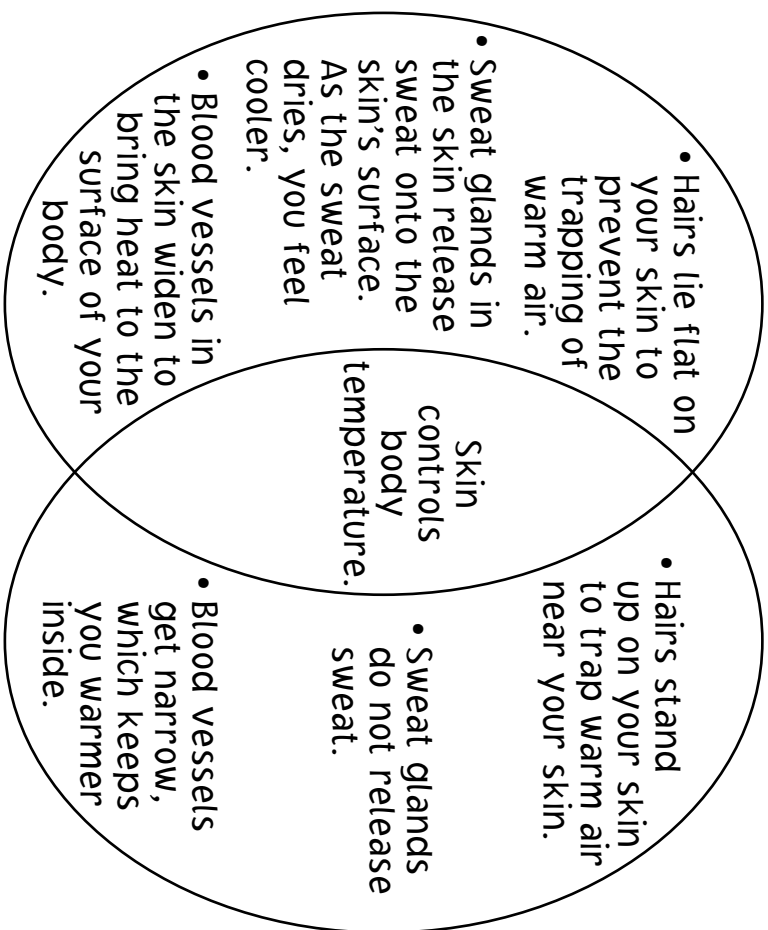 • Hairs lie flat on
your skin to
prevent the
trapping of
warm air.
• Sweat glands in
the skin release
sweat onto the
skin's surface.
As the sweat
dries, you feel
cooler.
• Blood vessels in
the skin widen to
bring heat to the
surface of your
body.
Skin
controls
body
temperature.
• Hairs stand
up on your skin
to trap warm air
near your skin.
• Sweat glands
do not release
sweat.
• Blood vessels
get narrow,
which keeps
you warmer
inside.